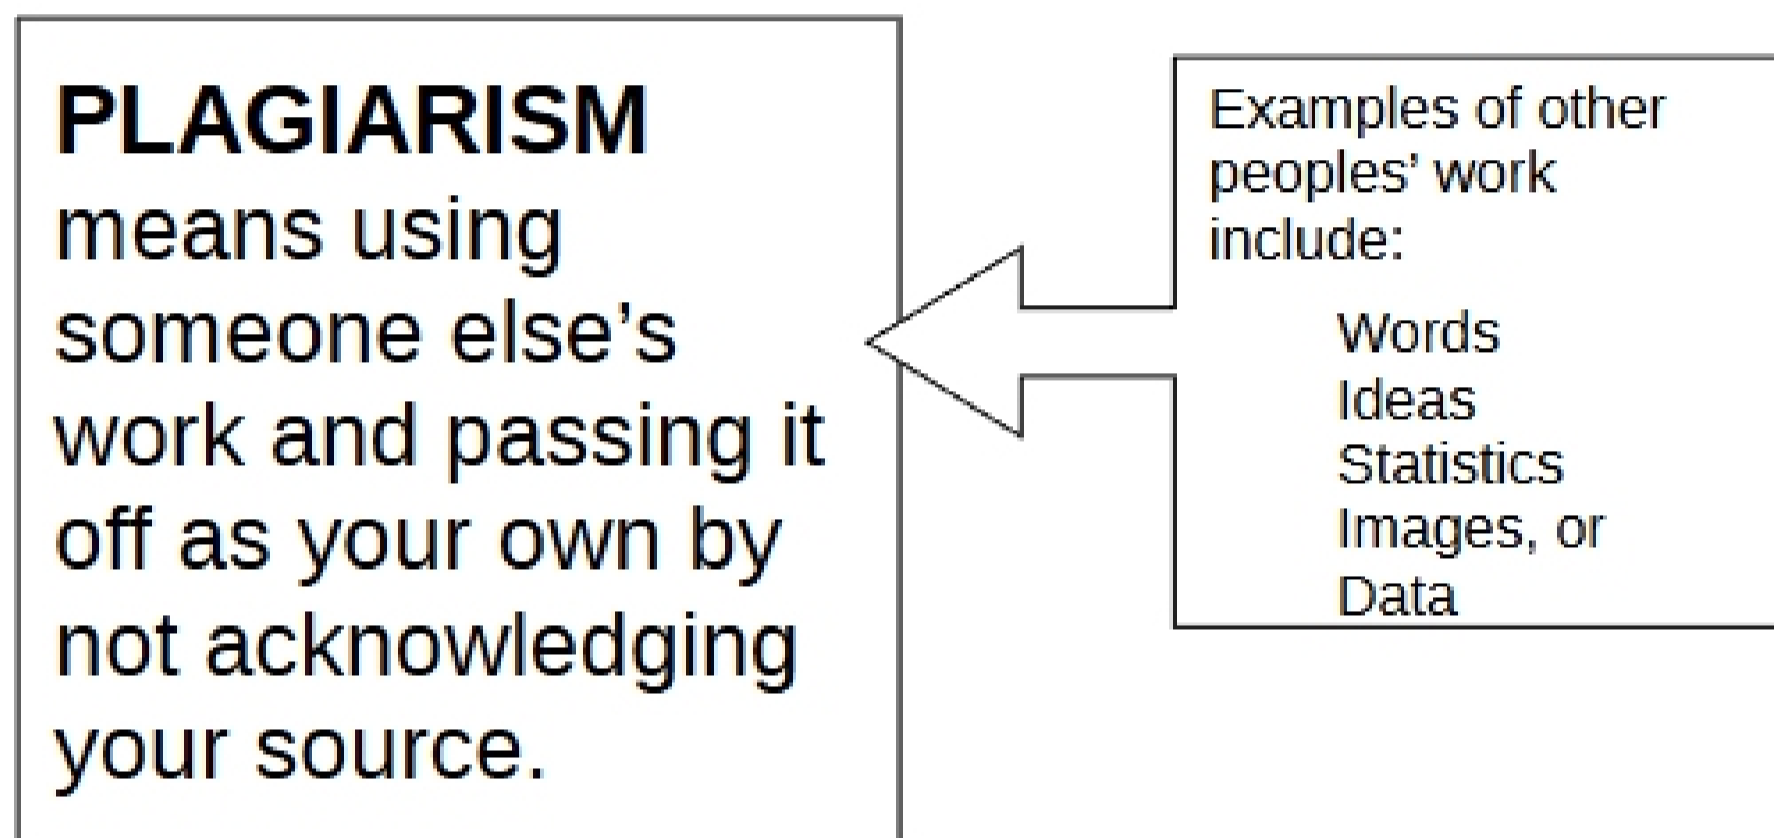 PLAGIARISM
means using
someone else’s
work and passing it
off as your own by
not acknowledging
your source.
Examples of other
peoples’ work
include:
Words
Ideas
Statistics
Images, or
Data